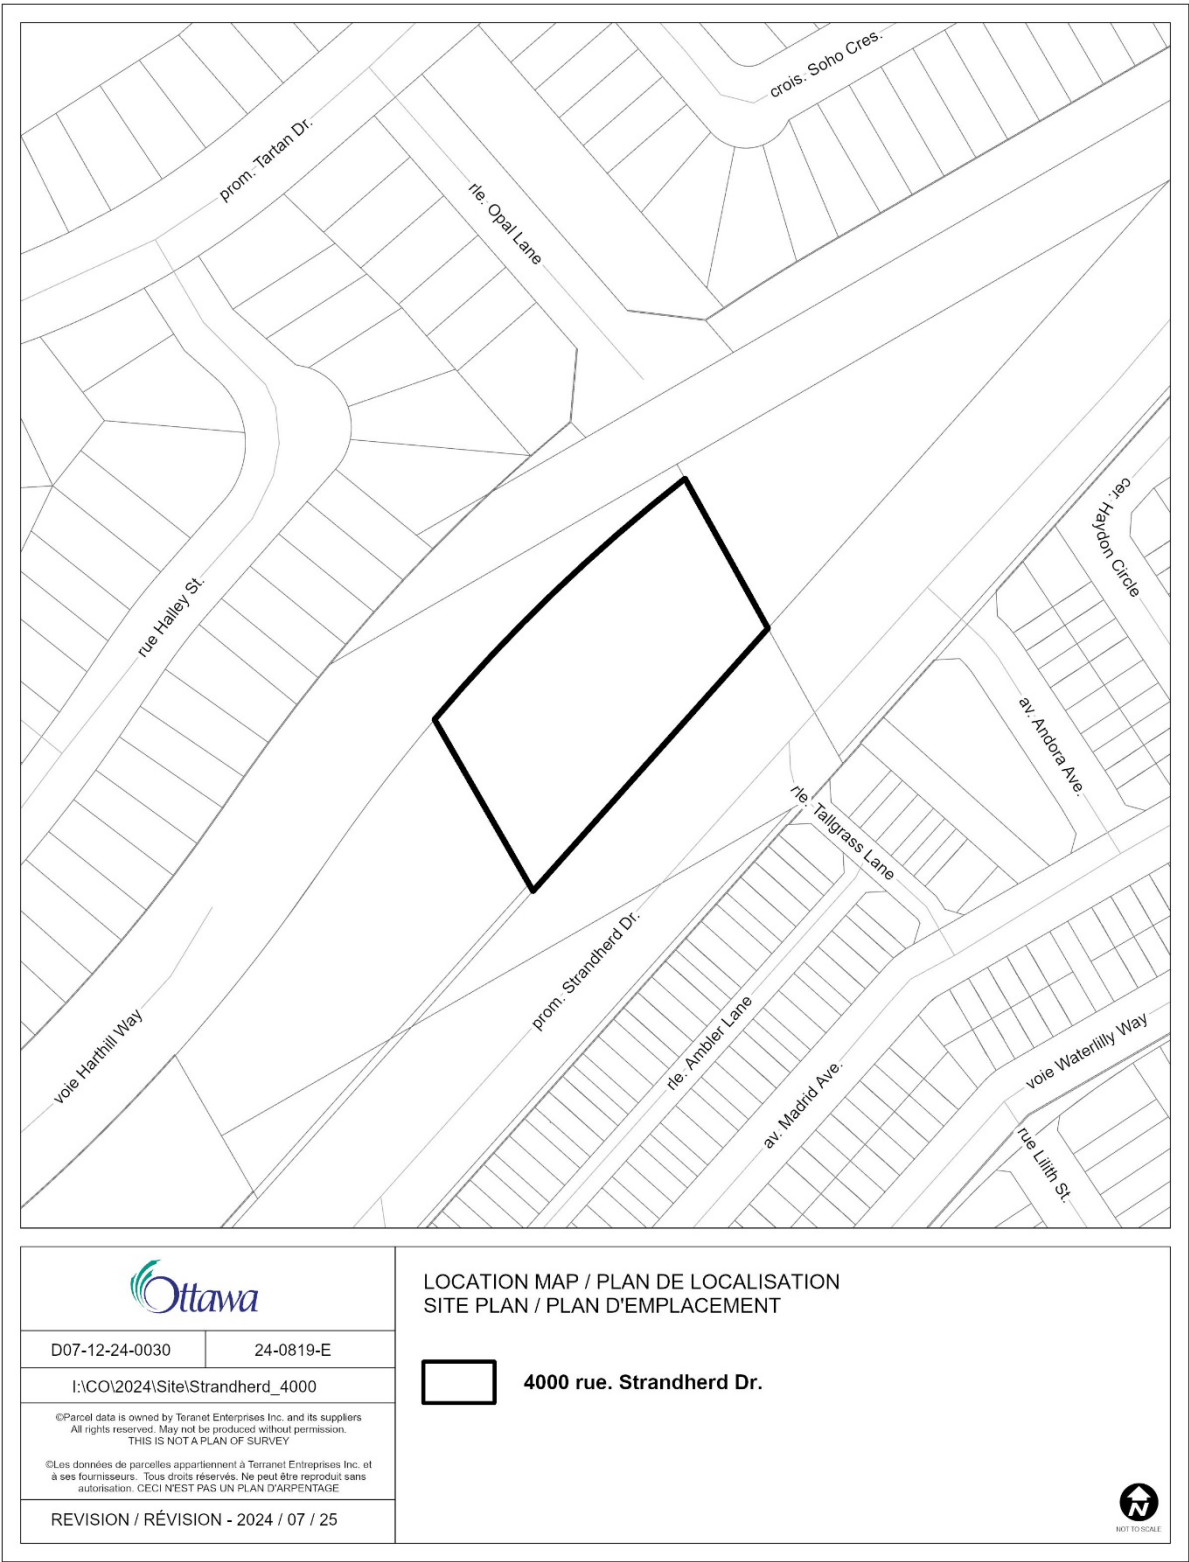 crois. Soho Cres.
prom. Tartan Dr.
rle. Opal Lane
cer. Haydon Circle
rue Halley St.
av. Andora Ave.
rle. Tallgrass Lane
prom. Strandherd Dr.
voie Harthill Way
rle. Ambler Lane
voie Waterlilly Way
av. Madrid Ave.
rue Lilith St.
Ottawa
D07-12-24-0030
24-0819-E
I:\CO\2024\Site\Strandherd_4000
©Parcel data is owned by Teranet Enterprises Inc. and its suppliers
All rights reserved. May not be produced without permission.
THIS IS NOT A PLAN OF SURVEY
©Les données de parcelles appartiennent à Terranet Entreprises Inc. et
à ses fournisseurs. Tous droits réservés. Ne peut être reproduit sans
autorisation. CECI N'EST PAS UN PLAN D'ARPENTAGE
REVISION / RÉVISION - 2024 / 07 / 25
LOCATION MAP / PLAN DE LOCALISATION
SITE PLAN / PLAN D'EMPLACEMENT
4000 rue. Strandherd Dr.
N
NOT TO SCALE